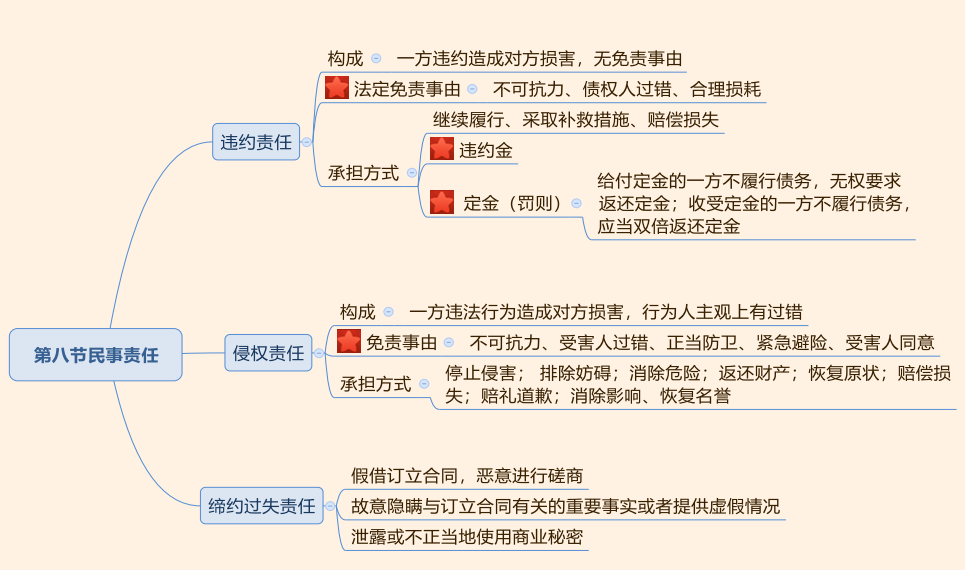 第八节民事责任
违约责任
构成
一方违约造成对方损害，无免责事由
法定免责事由
不可抗力、债权人过错、合理损耗
承担方式
继续履行、采取补救措施、赔偿损失
违约金
定金（罚则）
给付定金的一方不履行债务，无权要求
返还定金；收受定金的一方不履行债务，
应当双倍返还定金
侵权责任
构成
一方违法行为造成对方损害，行为人主观上有过错
免责事由
不可抗力、受害人过错、正当防卫、紧急避险、受害人同意
承担方式
停止侵害； 排除妨碍；消除危险；返还财产；恢复原状；赔偿损
失；赔礼道歉；消除影响、恢复名誉
缔约过失责任
假借订立合同，恶意进行磋商
故意隐瞒与订立合同有关的重要事实或者提供虚假情况
泄露或不正当地使用商业秘密